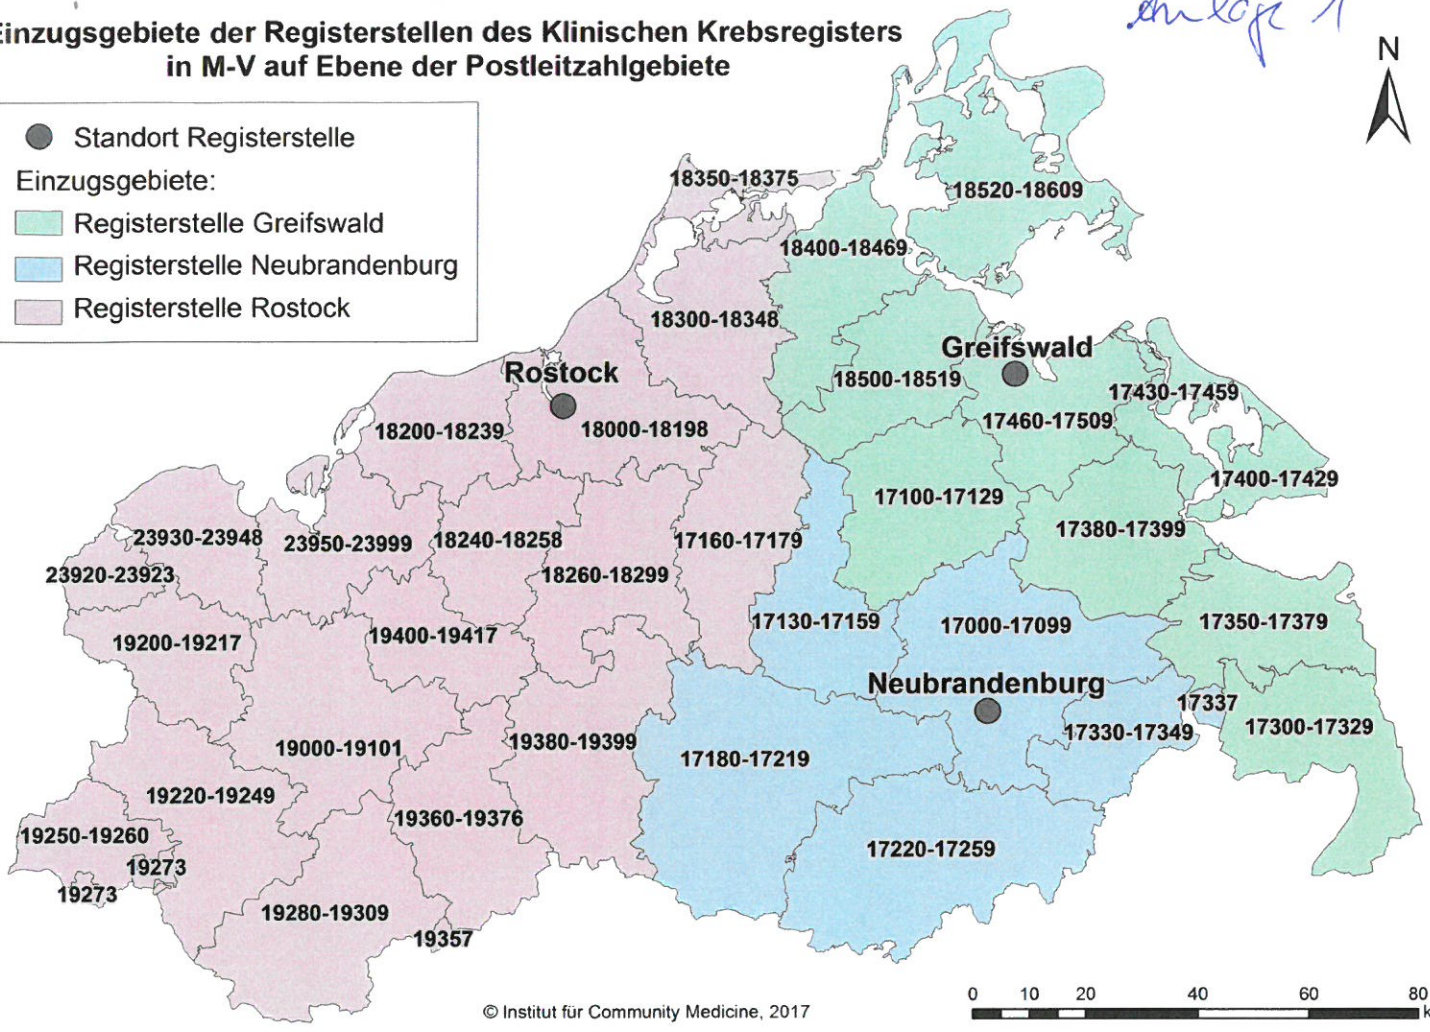 Einzugsgebiete der Registerstellen des Klinischen Krebsregisters
in M-V auf Ebene der Postleitzahlgebiete
Anlage 1
N
Standort Registerstelle
Einzugsgebiete:
Registerstelle Greifswald
Registerstelle Neubrandenburg
Registerstelle Rostock
18350-18375
18520-18609
18400-18469
18300-18348
Greifswald
Rostock
18500-18519
17430-17459
17460-17509
18200-18239
18000-18198
17400-17429
17100-17129
17380-17399
23930-23948
23950-23999
18240-18258
17160-17179
23920-23923
18260-18299
17130-17159
17000-17099
17350-17379
19200-19217
19400-19417
Neubrandenburg
17337
17300-17329
17330-17349
19000-19101
19380-19399
17180-17219
19220-19249
19360-19376
19250-19260
17220-17259
19273
19273
19280-19309
19357
© Institut für Community Medicine, 2017
0 10 20 40 60 80
k